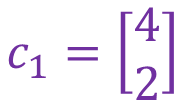 c₁ = [4
2]